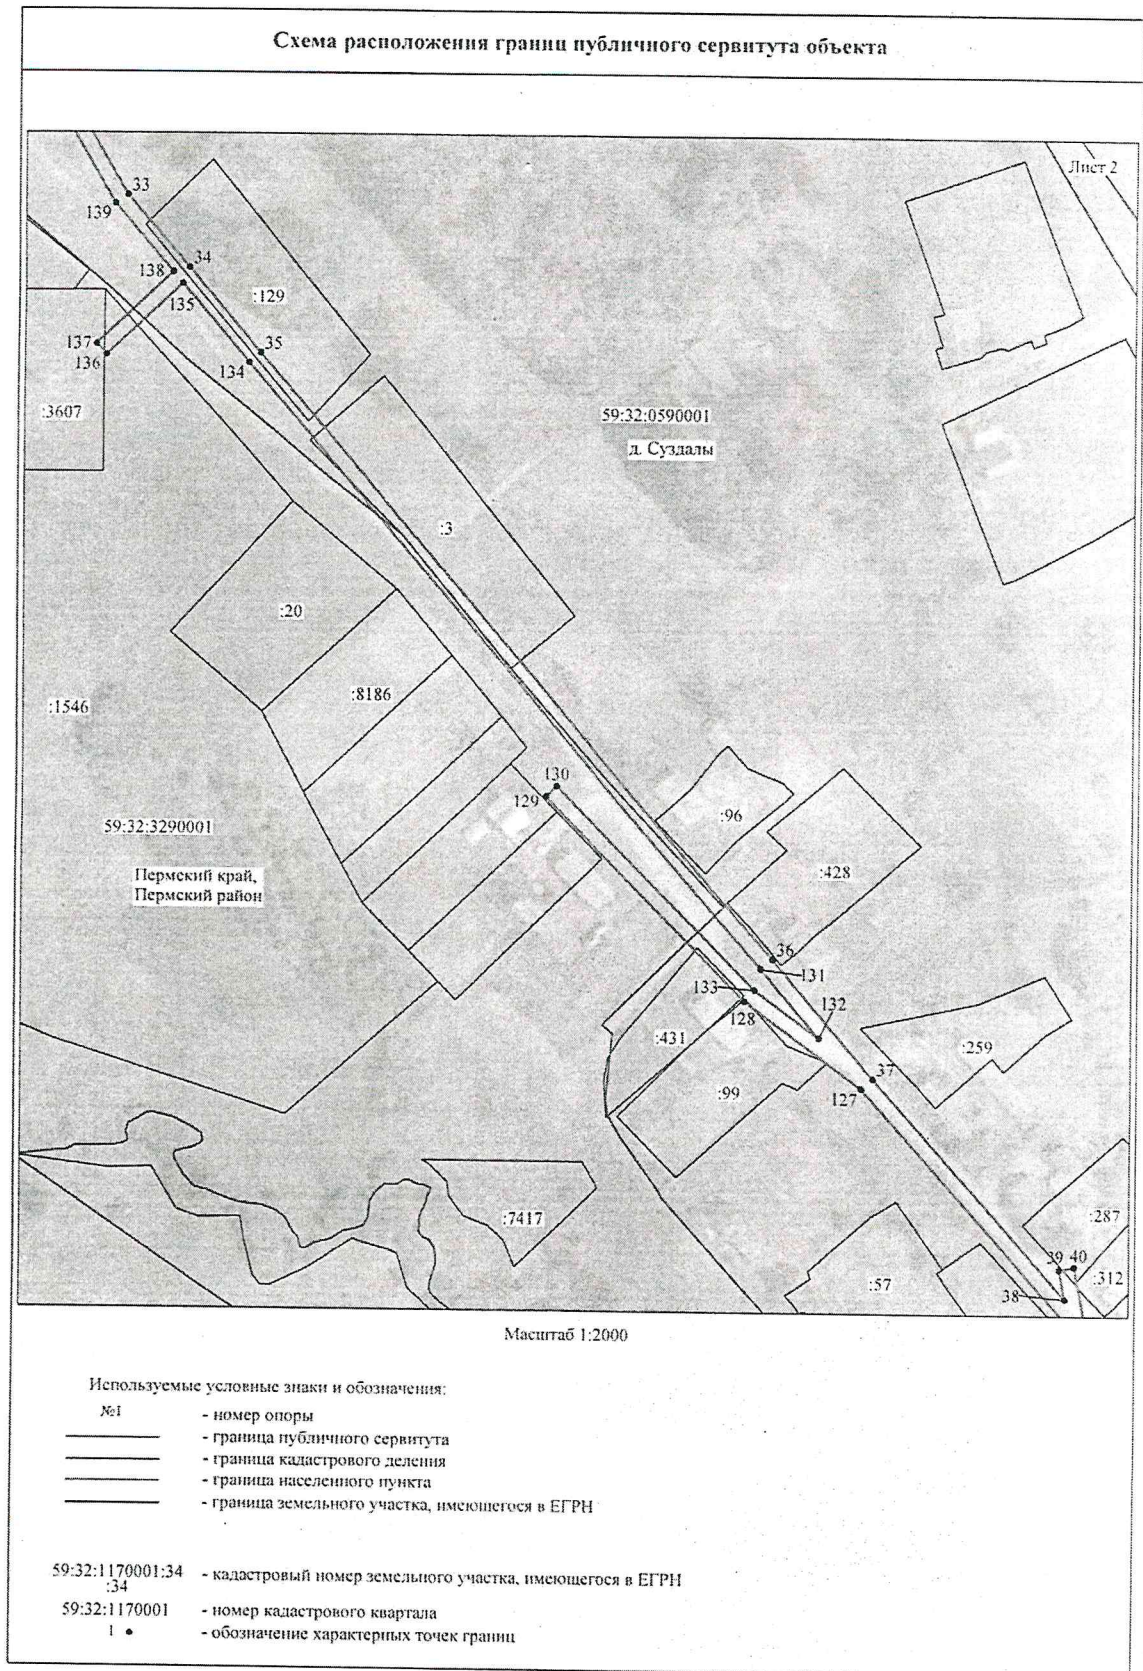 Схема расположения границ публичного сервитута объекта
Лист 2
33
139
34
138
:129
135
137
35
136
134
:3607
59:32:0590001
д. Суздалы
:3
:20
:8186
:1546
130
129
:96
59:32:3290001
:428
Пермский край,
Пермский район
36
131
133
132
128
:431
:259
37
:99
127
:7417
:287
39
40
:57
:312
38
Масштаб 1:2000
Используемые условные знаки и обозначения:
№1 - номер опоры
- граница публичного сервитута
- граница кадастрового деления
- граница населенного пункта
- граница земельного участка, имеющегося в ЕГРН
59:32:1170001:34
:34
- кадастровый номер земельного участка, имеющегося в ЕГРН
59:32:1170001 - номер кадастрового квартала
1 - обозначение характерных точек границ